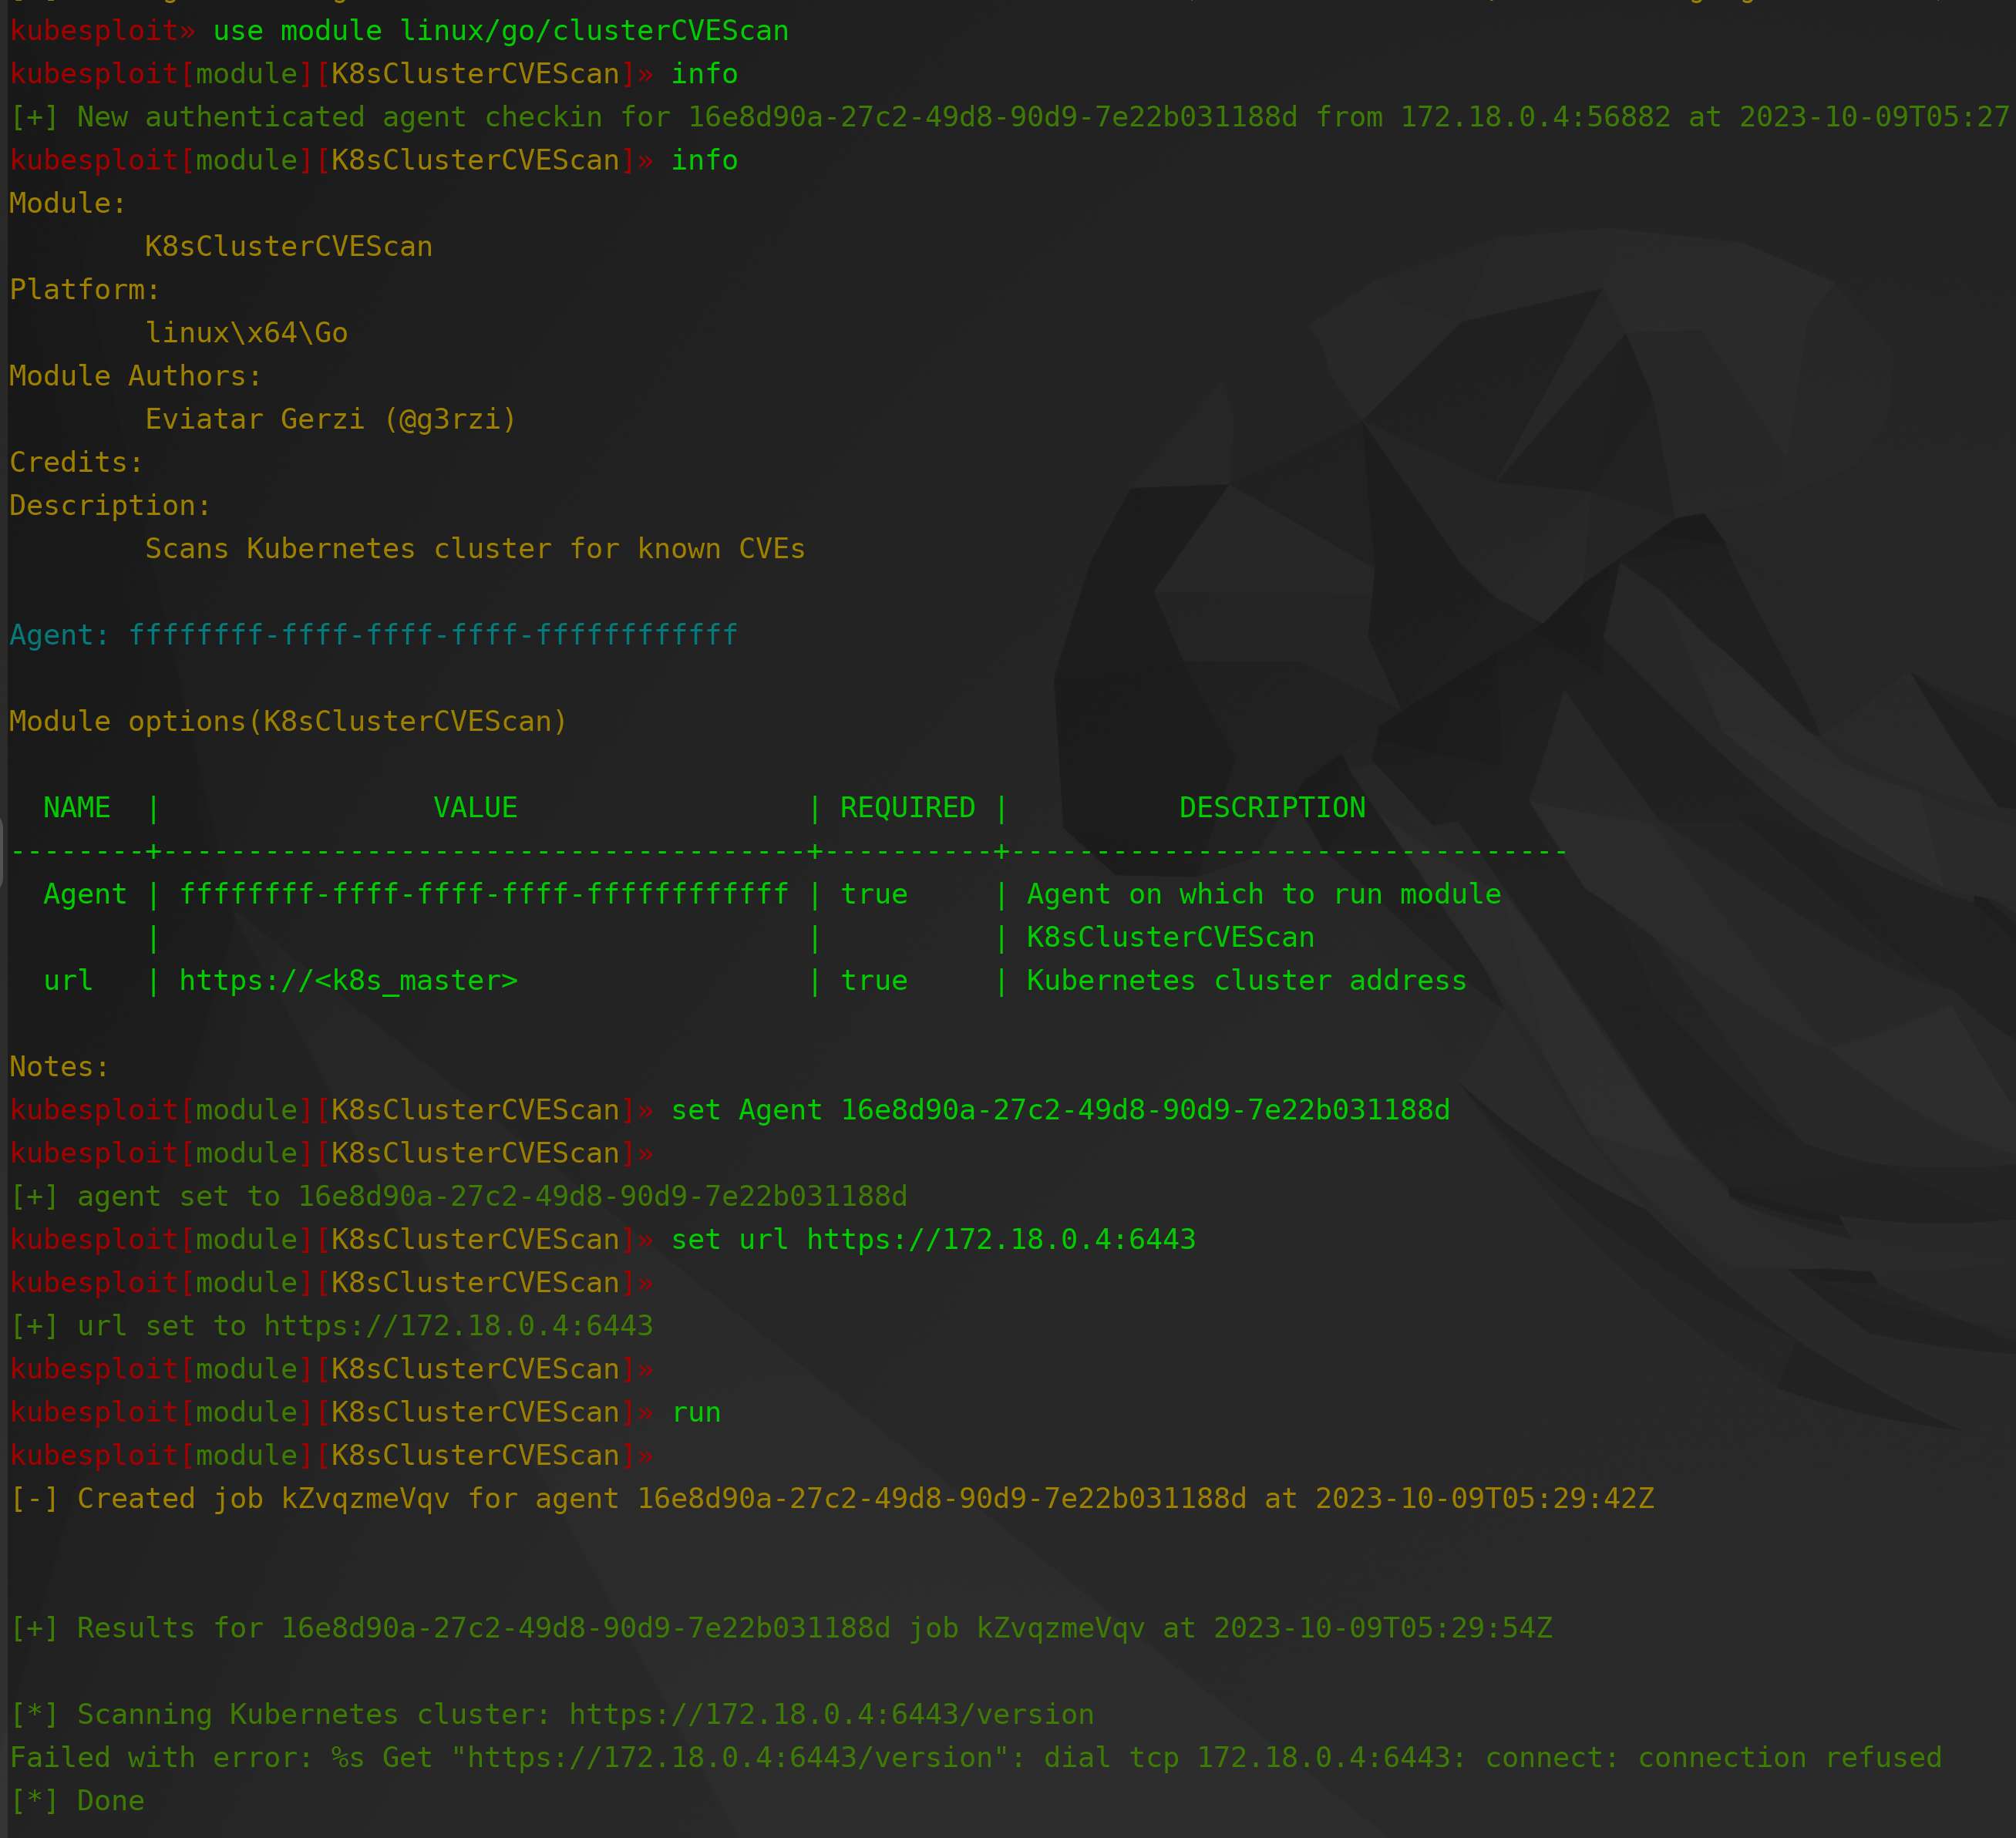 kubesploit» use module linux/go/clusterCVEScan
kubesploit[module][K8sClusterCVEScan]» info
[+] New authenticated agent checkin for 16e8d90a-27c2-49d8-90d9-7e22b031188d from 172.18.0.4:56882 at 2023-10-09T05:27
kubesploit[module][K8sClusterCVEScan]» info
Module:
        K8sClusterCVEScan
Platform:
        linux\x64\Go
Module Authors:
        Eviatar Gerzi (@g3rzi)
Credits:
Description:
        Scans Kubernetes cluster for known CVEs

Agent: ffffffff-ffff-ffff-ffff-ffffffffffff

Module options(K8sClusterCVEScan)

  NAME  |                VALUE                 | REQUIRED |          DESCRIPTION
--------+--------------------------------------+----------+---------------------------------
  Agent | ffffffff-ffff-ffff-ffff-ffffffffffff | true     | Agent on which to run module
        |                                      |          | K8sClusterCVEScan
  url   | https://<k8s_master>                 | true     | Kubernetes cluster address

Notes:
kubesploit[module][K8sClusterCVEScan]» set Agent 16e8d90a-27c2-49d8-90d9-7e22b031188d
kubesploit[module][K8sClusterCVEScan]»
[+] agent set to 16e8d90a-27c2-49d8-90d9-7e22b031188d
kubesploit[module][K8sClusterCVEScan]» set url https://172.18.0.4:6443
kubesploit[module][K8sClusterCVEScan]»
[+] url set to https://172.18.0.4:6443
kubesploit[module][K8sClusterCVEScan]»
kubesploit[module][K8sClusterCVEScan]» run
kubesploit[module][K8sClusterCVEScan]»
[-] Created job kZvqzmeVqv for agent 16e8d90a-27c2-49d8-90d9-7e22b031188d at 2023-10-09T05:29:42Z

[+] Results for 16e8d90a-27c2-49d8-90d9-7e22b031188d job kZvqzmeVqv at 2023-10-09T05:29:54Z

[*] Scanning Kubernetes cluster: https://172.18.0.4:6443/version
Failed with error: %s Get "https://172.18.0.4:6443/version": dial tcp 172.18.0.4:6443: connect: connection refused
[*] Done